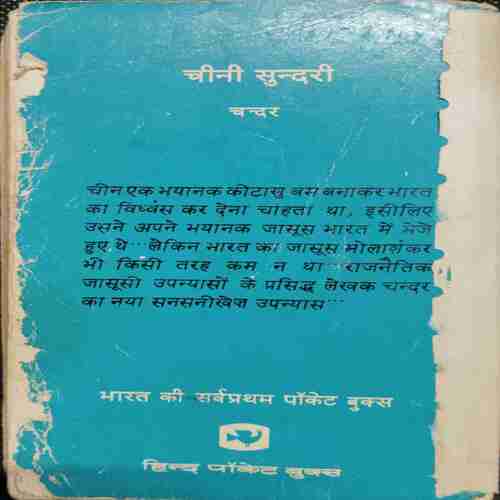 चीनी सुन्दरी
चन्दर
चीन एक भयानक कीटाणु बम बनाकर भारत
का विध्वंस कर देना चाहता था, इसीलिए
उसने अपने भयानक जासूस भारत में भेजे
हुए थे...लेकिन भारत का जासूस भोलाशंकर
भी किसी तरह कम न था...राजनैतिक
जासूसी उपन्यासों के प्रसिद्ध लेखक चन्दर
का नया सनसनीखेज़ उपन्यास...
भारत की सर्वप्रथम पॉकेट बुक्स
हिन्द पॉकेट बुक्स